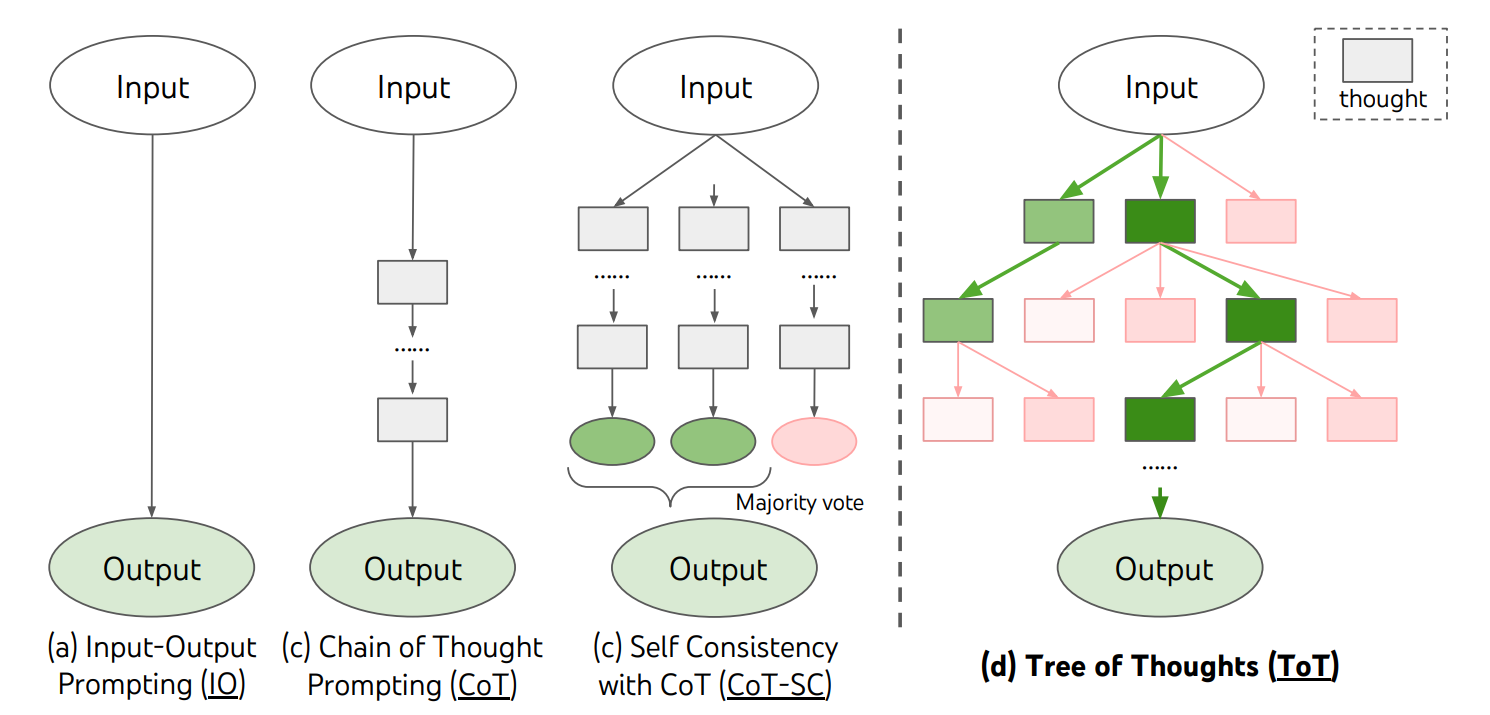 Input
Input
Input
Input
thought
......
......
......
......
......
Majority vote
Output
Output
Output
Output
(a) Input-Output
Prompting (IO)
(c) Chain of Thought
Prompting (CoT)
(c) Self Consistency
with CoT (CoT-SC)
(d) Tree of Thoughts (ToT)